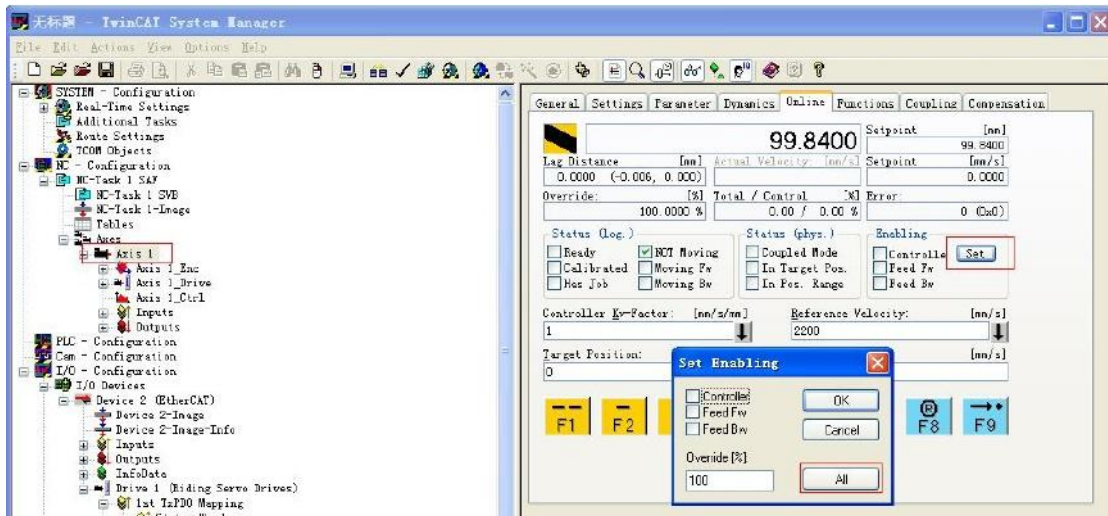 无标题 - TwinCAT System Manager
File Edit Actions View Options Help
SYSTEM - Configuration
Real-Time Settings
Additional Tasks
Route Settings
TCOM Objects
NC - Configuration
NC-Task 1 SAF
NC-Task 1 SVB
NC-Task 1-Image
Tables
Axes
Axis 1
Axis 1_Enc
Axis 1_Drive
Axis 1_Ctrl
Inputs
Outputs
PLC - Configuration
Cam - Configuration
I/O - Configuration
I/O Devices
Device 2 (EtherCAT)
Device 2-Image
Device 2-Image-Info
Inputs
Outputs
InfoData
Drive 1 (Hiding Servo Drives)
1st TxPDO Mapping
General Settings Parameter Dynamics Online Functions Coupling Compensation
99.8400
Setpoint [mm]
99.8400
Lag Distance [mm] Actual Velocity: [mm/s] Setpoint [mm/s]
0.0000 (-0.006, 0.000) 0.0000
Override: [%] Total / Control [%] Error:
100.0000 % 0.00 / 0.00 % 0 (0x0)
Status (log.) Status (phys.) Enabling
Ready NOT Moving Coupled Mode Controlle Set
Calibrated Moving Fw In Target Pos. Feed Fw
Has Job Moving Bw In Pos. Range Feed Bw
Controller Kv-Factor: [mm/s/mm] Reference Velocity: [mm/s]
1 2200
Target Position: [mm/s]
0
Set Enabling
Controller OK
Feed Fw
Feed Bw Cancel
Override [%]
100 All
F1 F2 F8 F9